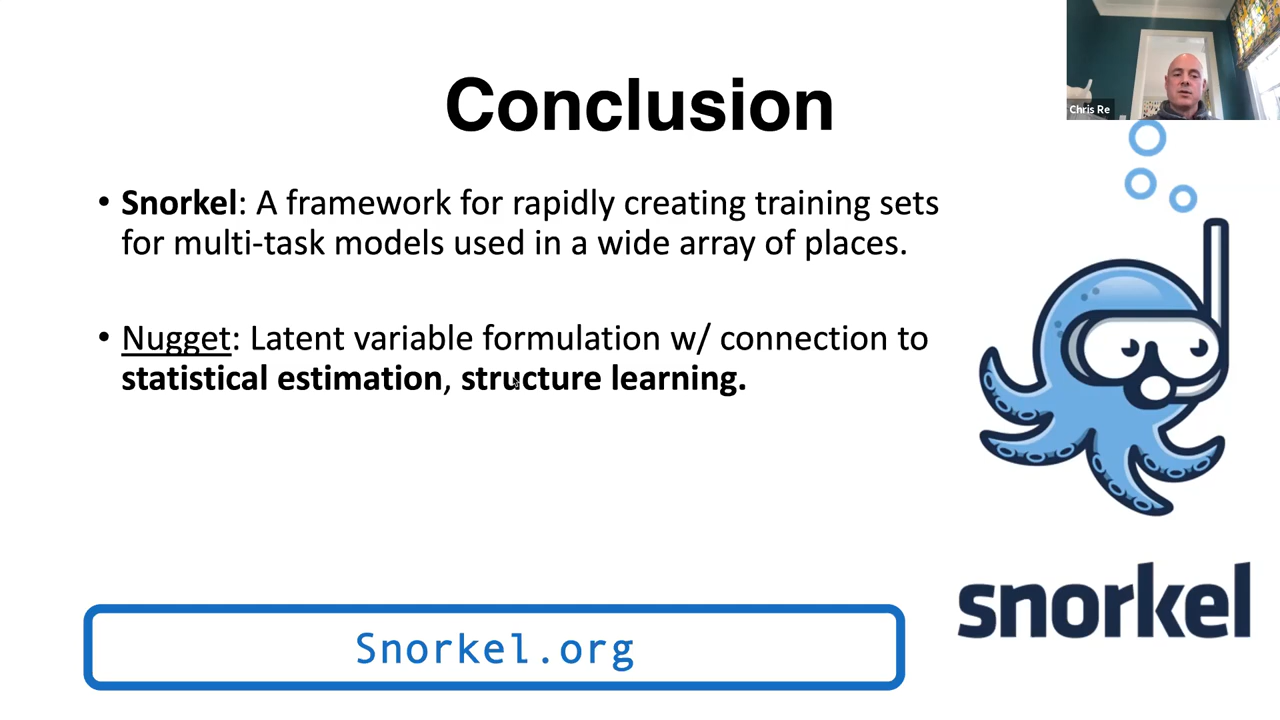 Chris Re
Conclusion
• Snorkel: A framework for rapidly creating training sets
for multi-task models used in a wide array of places.
• Nugget: Latent variable formulation w/ connection to
statistical estimation, structure learning.
snorkel
Snorkel.org